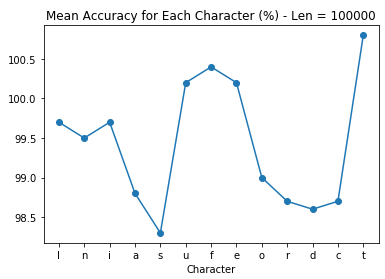 Mean Accuracy for Each Character (%) - Len = 100000
100.5
100.0
99.5
99.0
98.5
l n i a s u f e o r d c t
Character